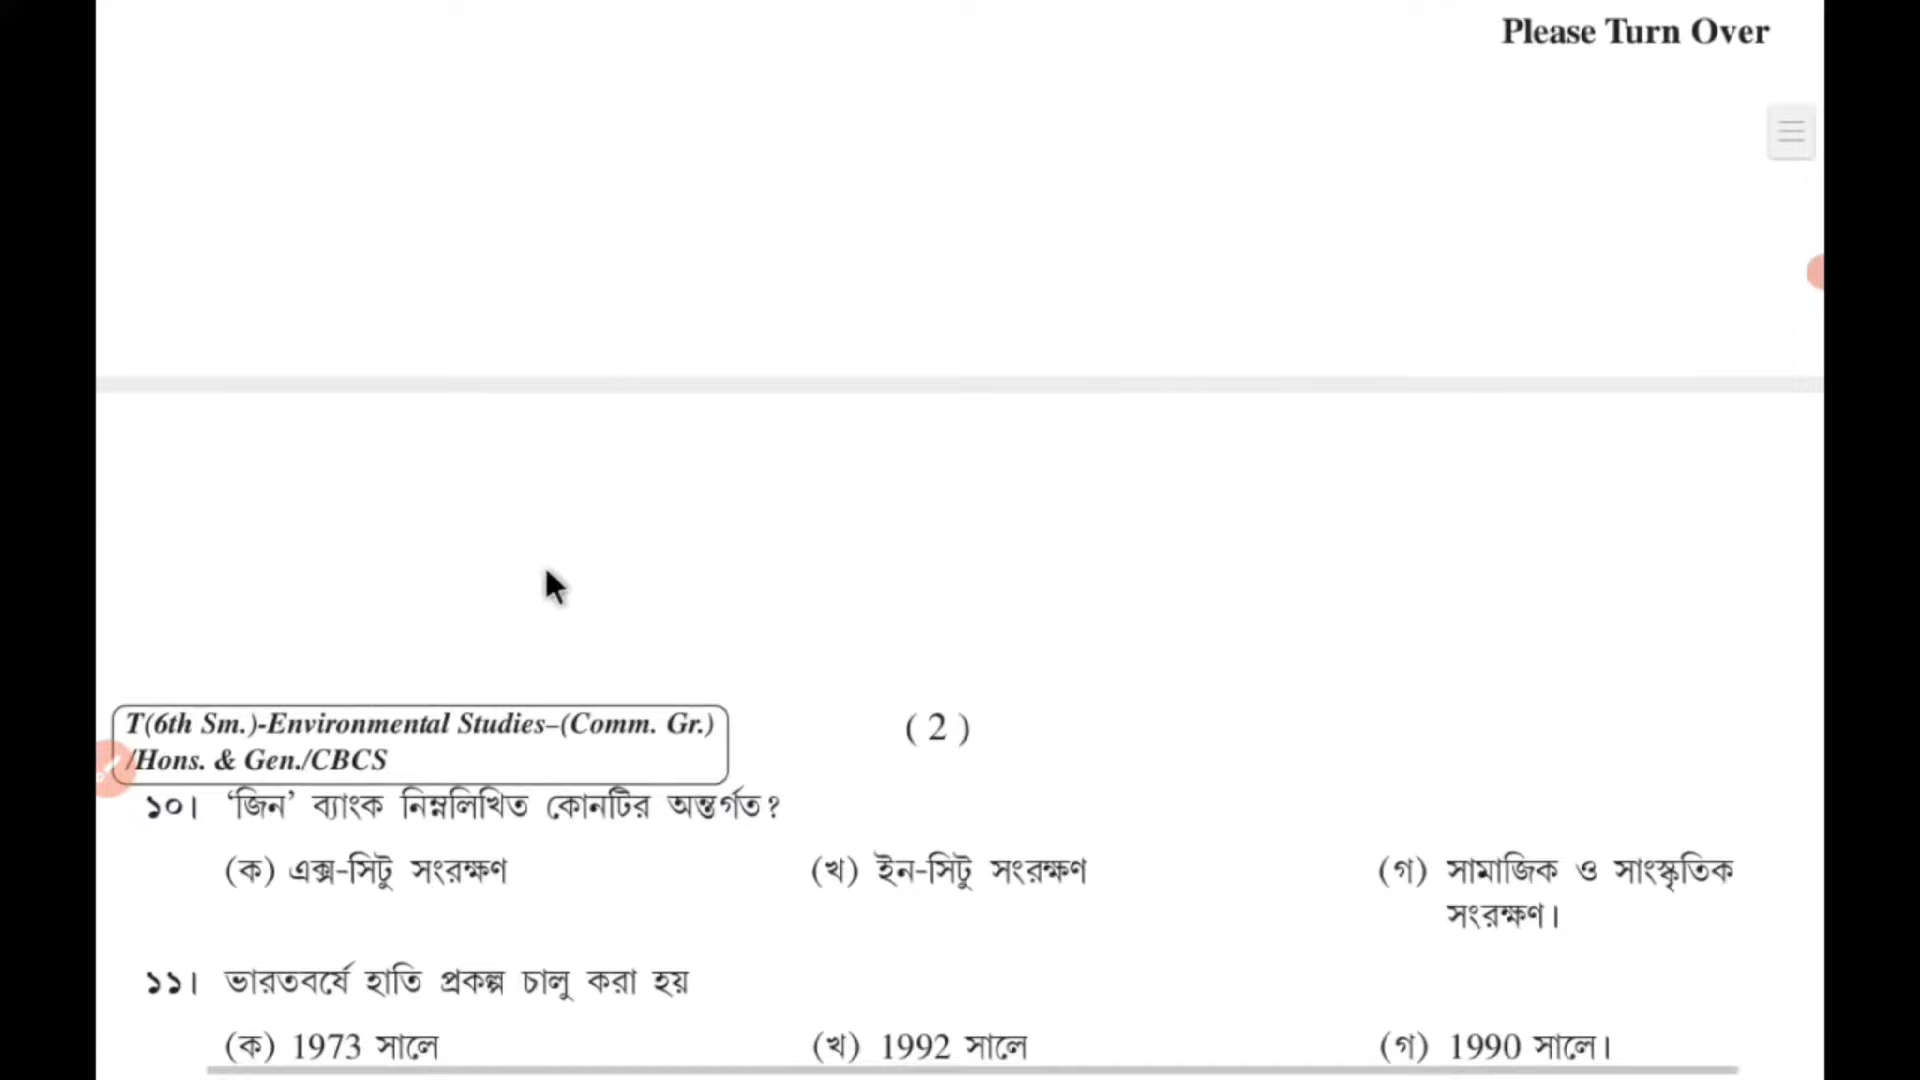 Please Turn Over
T(6th Sm.)-Environmental Studies–(Comm. Gr.)
/Hons. & Gen./CBCS
( 2 )
১০। ‘জিন’ ব্যাংক নিম্নলিখিত কোনটির অন্তর্গত?
(ক) এক্স-সিটু সংরক্ষণ (খ) ইন-সিটু সংরক্ষণ (গ) সামাজিক ও সাংস্কৃতিক
সংরক্ষণ।
১১। ভারতবর্ষে হাতি প্রকল্প চালু করা হয়
(ক) 1973 সালে (খ) 1992 সালে (গ) 1990 সালে।